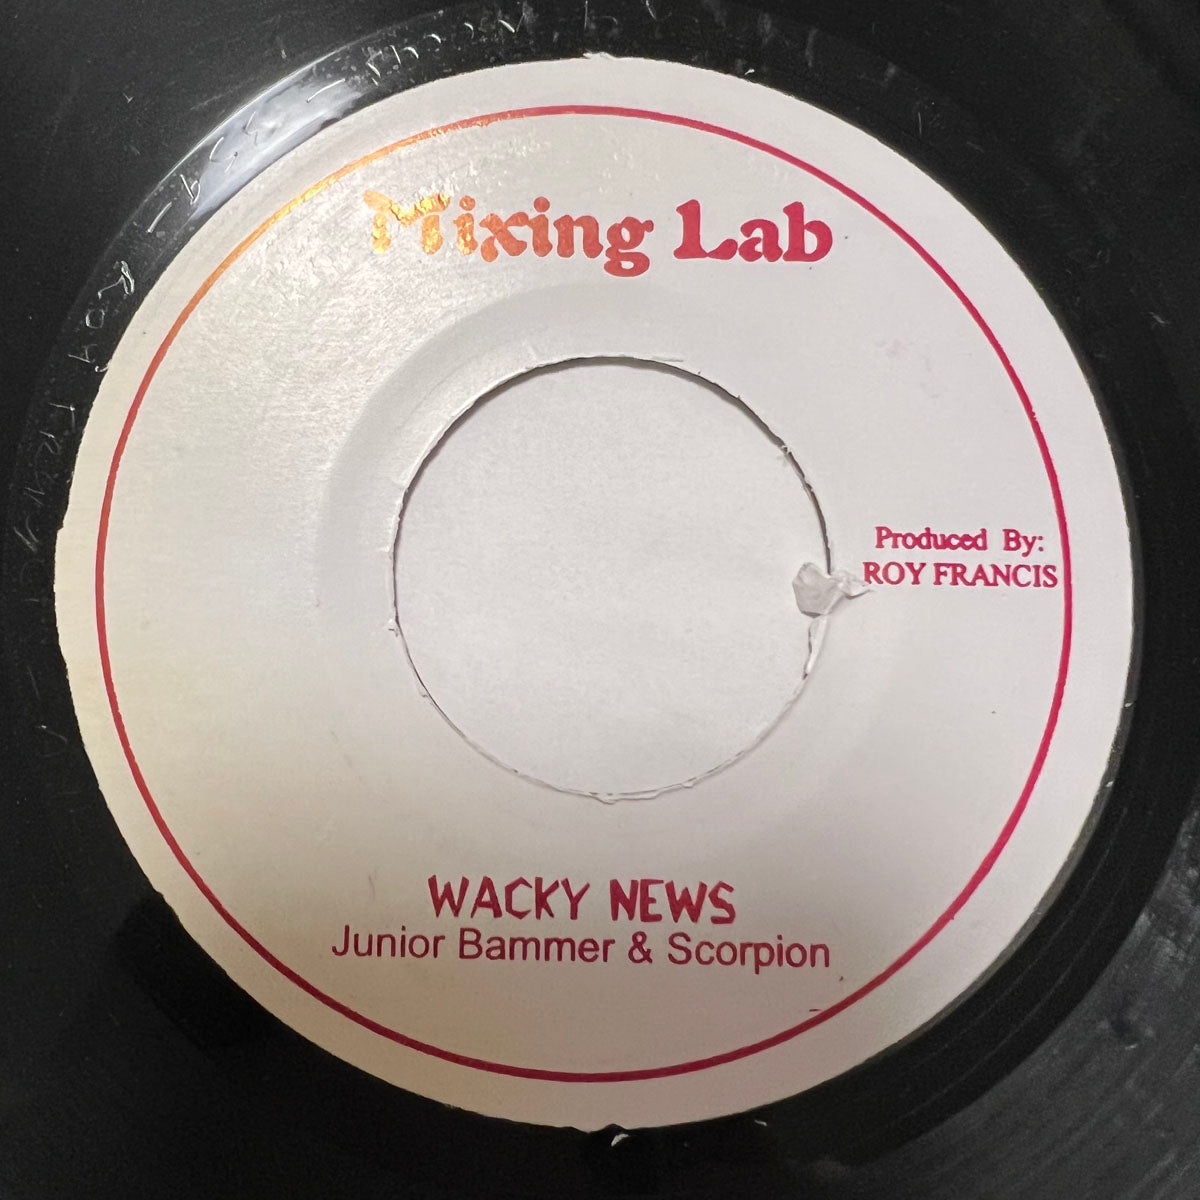 Mixing Lab
Produced By:
ROY FRANCIS
WACKY NEWS
Junior Bammer & Scorpion